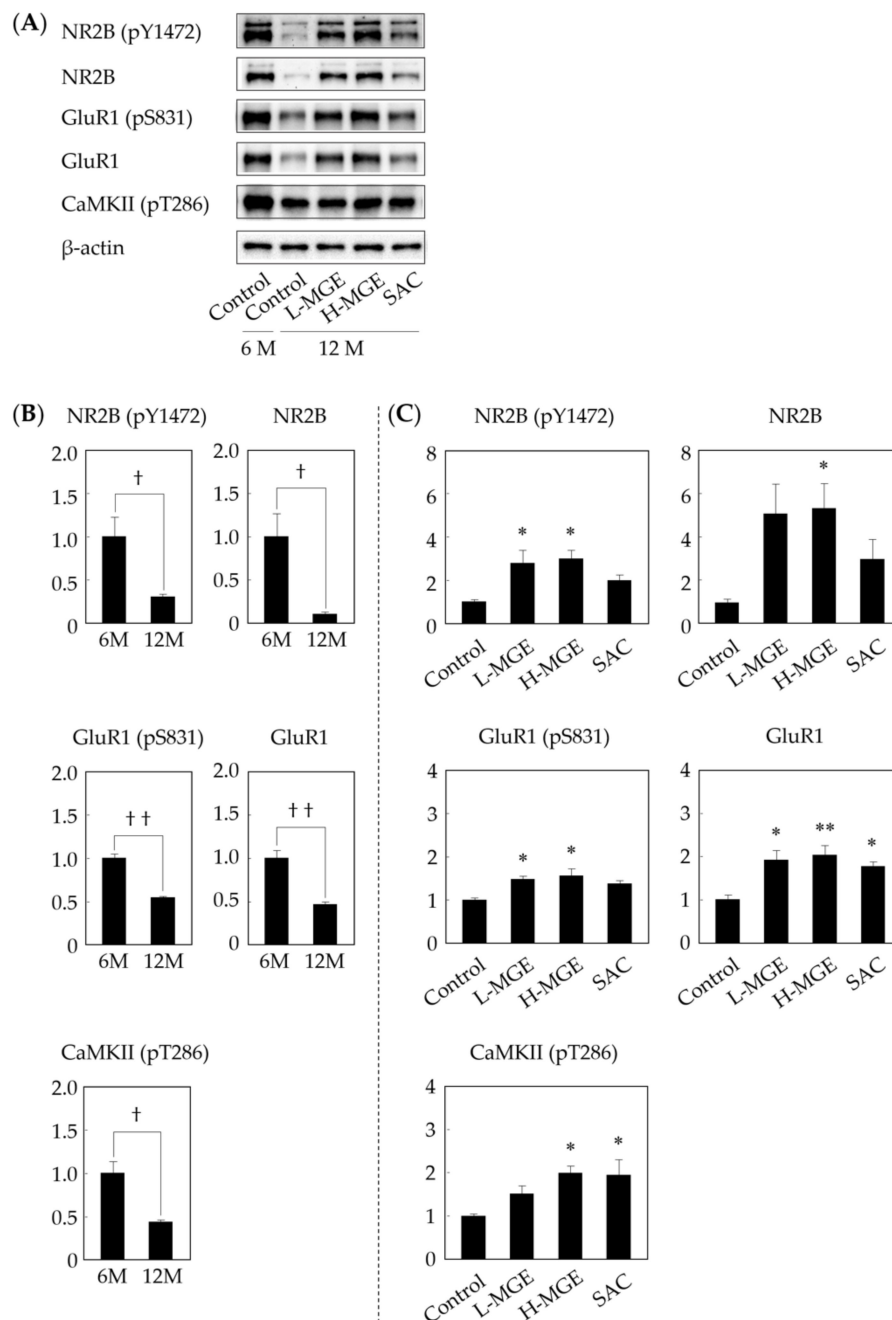 (A)
NR2B (pY1472)
NR2B
GluR1 (pS831)
GluR1
CaMKII (pT286)
β-actin
Control Control L-MGE H-MGE SAC
6 M 12 M
(B)
NR2B (pY1472) NR2B
2.0 2.0
† †
1.5 1.5
1.0 1.0
0.5 0.5
0 0
6M 12M 6M 12M
GluR1 (pS831) GluR1
2.0 2.0
1.5 1.5
† † † †
1.0 1.0
0.5 0.5
0 0
6M 12M 6M 12M
CaMKII (pT286)
2.0
†
1.5
1.0
0.5
0
6M 12M
(C)
NR2B (pY1472) NR2B
8 8
*
6 6
* *
4 4
2 2
0 0
Control L-MGE H-MGE SAC Control L-MGE H-MGE SAC
GluR1 (pS831) GluR1
4 4
3 3
* * * ** *
2 2
1 1
0 0
Control L-MGE H-MGE SAC Control L-MGE H-MGE SAC
CaMKII (pT286)
4
3
* *
2
1
0
Control L-MGE H-MGE SAC